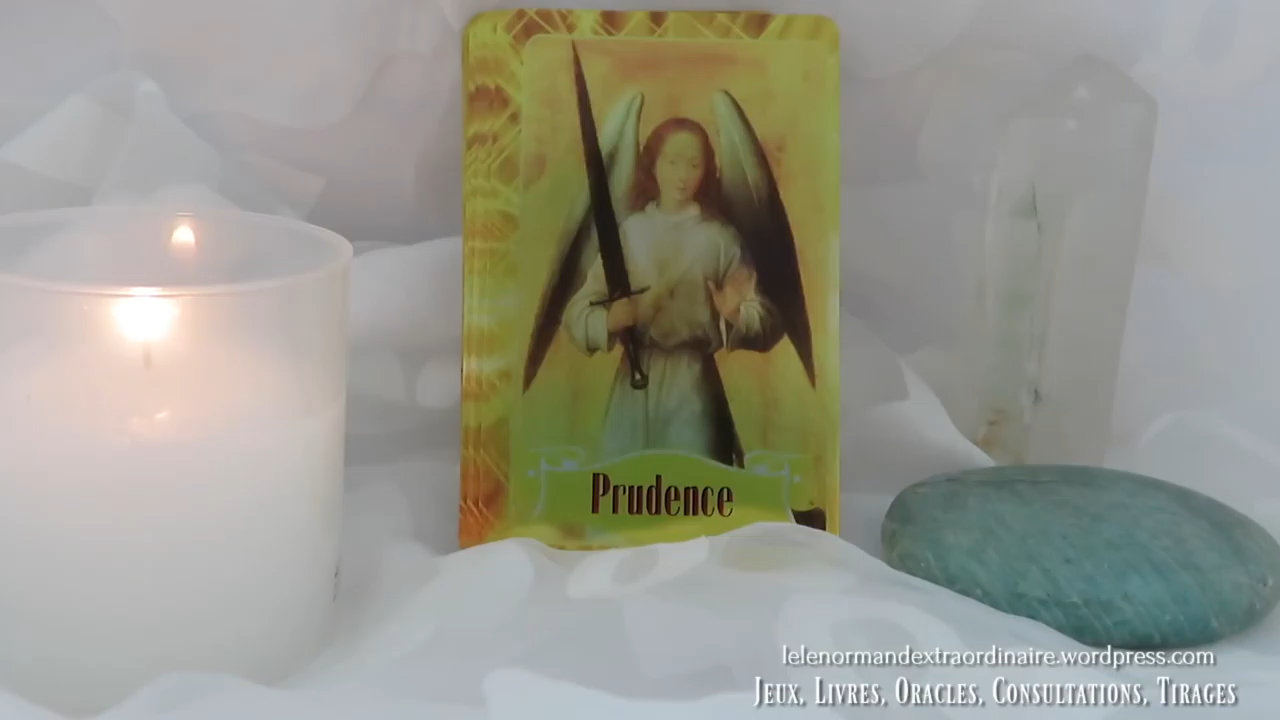 Prudence
lelenormandextraordinaire.wordpress.com
Jeux, Livres, Oracles, Consultations, Tirages